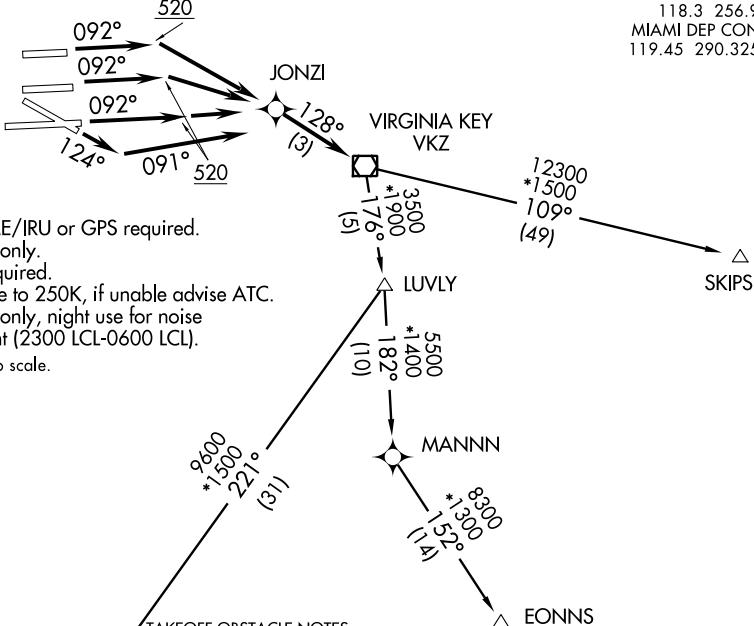 520
118.3 256.9
MIAMI DEP CON
119.45 290.325
092°
092°
092°
124°
091°
520
JONZI
128°
(3)
VIRGINIA KEY
VKZ
12300
*1500
109°
(49)
SKIPS
3500
*1900
176°
(5)
E/IRU or GPS required.
only.
quired.
e to 250K, if unable advise ATC.
only, night use for noise
t (2300 LCL-0600 LCL).
o scale.
LUVLY
5500
*1400
182°
(10)
9600
*1500
221°
(31)
MANNN
8300
*1300
152°
(14)
EONNS
TAKEOFF OBSTACLE NOTES